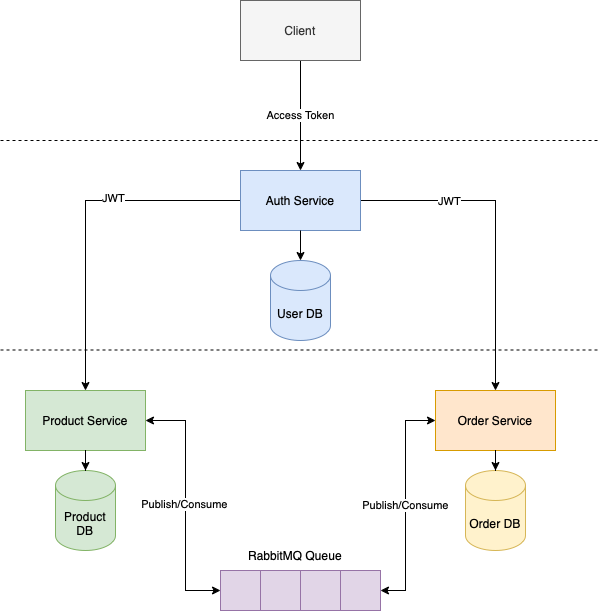 Client
Access Token
JWT
Auth Service
JWT
User DB
Product Service
Order Service
Product
DB
Order DB
Publish/Consume
Publish/Consume
RabbitMQ Queue